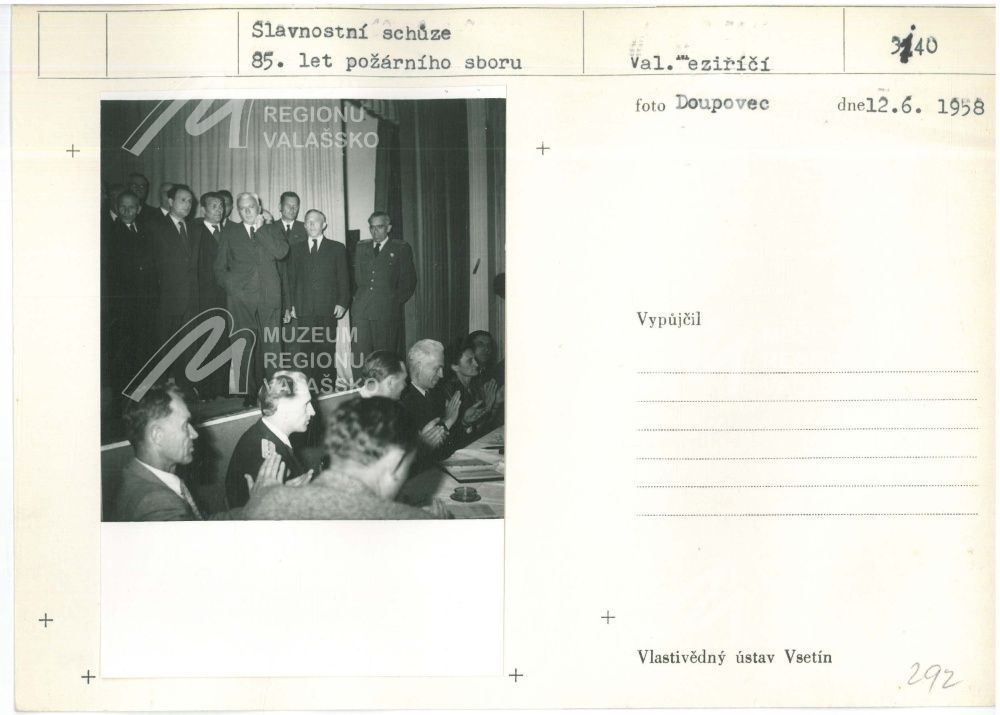 Slavnostní schůze
85. let požárního sboru
Val. eziříčí
3140
foto Doupovec dne 12.6. 1958
REGIONU
VALAŠSKO
MUZEUM
REGIONU
VALAŠSKO
Vypůjčil
Vlastivědný ústav Vsetín
292